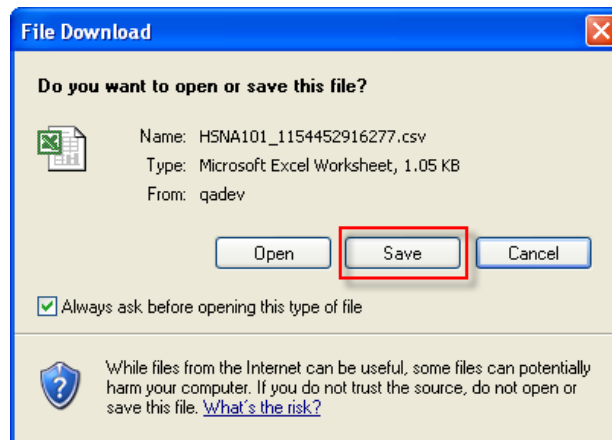 File Download
Do you want to open or save this file?
Name: HSNA101_1154452916277.csv
Type: Microsoft Excel Worksheet, 1.05 KB
From: qadev
Open Save Cancel
Always ask before opening this type of file
While files from the Internet can be useful, some files can potentially
harm your computer. If you do not trust the source, do not open or
save this file. What's the risk?